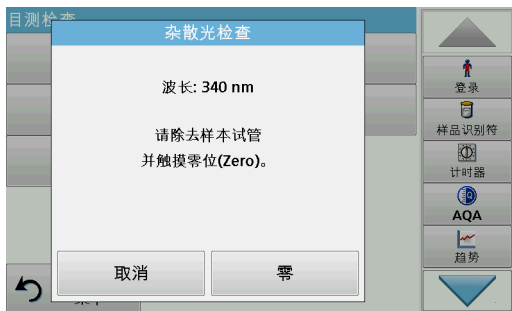 目测检查
杂散光检查
波长: 340 nm
请除去样本试管
并触摸零位(Zero)。
取消
零
登录
样品识别符
计时器
AQA
趋势